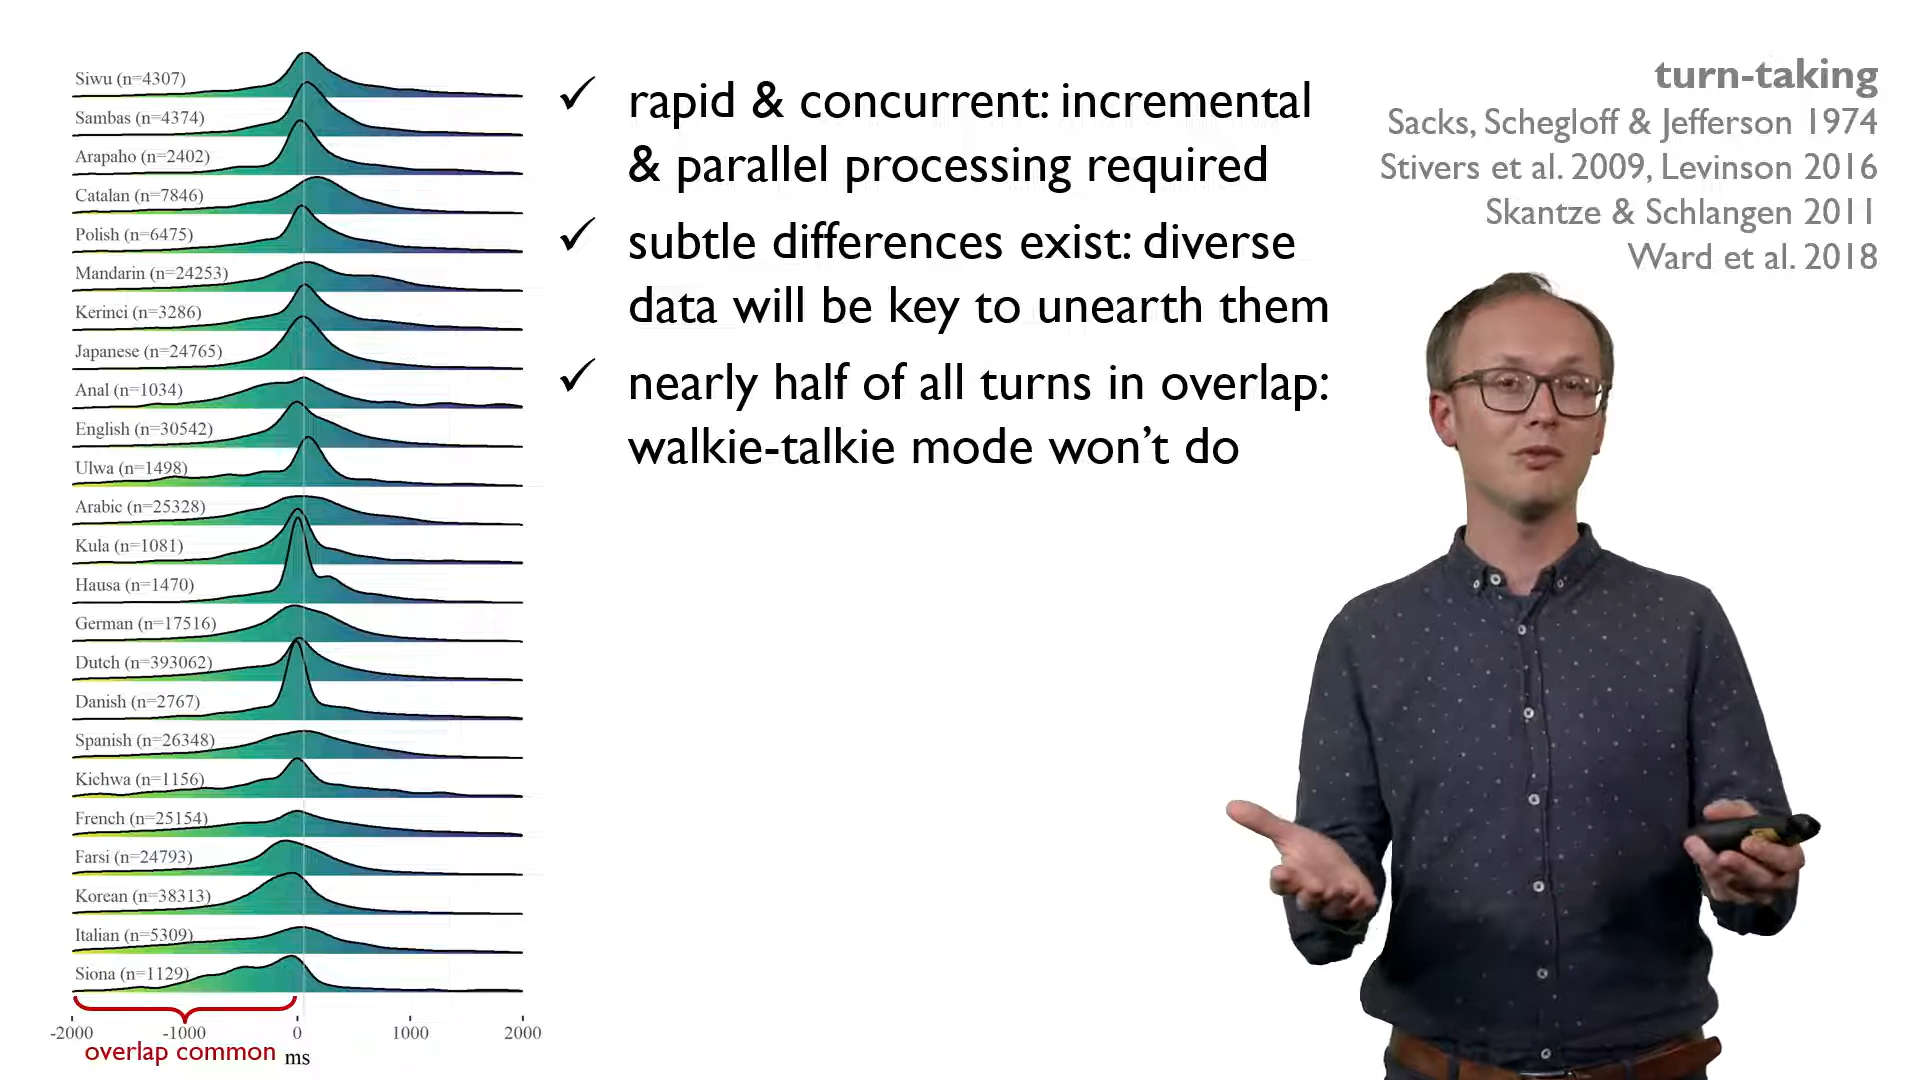 Siwu (n=4307)
Sambas (n=4374)
Arapaho (n=2402)
Catalan (n=7846)
Polish (n=6475)
Mandarin (n=24253)
Kerinci (n=3286)
Japanese (n=24765)
Anal (n=1034)
English (n=30542)
Ulwa (n=1498)
Arabic (n=25328)
Kula (n=1081)
Hausa (n=1470)
German (n=17516)
Dutch (n=393062)
Danish (n=2767)
Spanish (n=26348)
Kichwa (n=1156)
French (n=25154)
Farsi (n=24793)
Korean (n=38313)
Italian (n=5309)
Siona (n=1129)
-2000 -1000 0 1000 2000
overlap common ms
✓ rapid & concurrent: incremental
& parallel processing required
✓ subtle differences exist: diverse
data will be key to unearth them
✓ nearly half of all turns in overlap:
walkie-talkie mode won’t do
turn-taking
Sacks, Schegloff & Jefferson 1974
Stivers et al. 2009, Levinson 2016
Skantze & Schlangen 2011
Ward et al. 2018